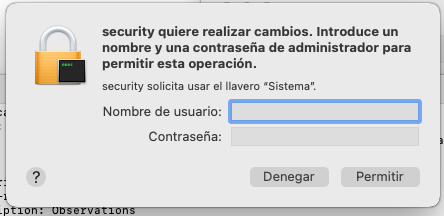 security quiere realizar cambios. Introduce un
nombre y una contraseña de administrador para
permitir esta operación.
security solicita usar el llavero “Sistema”.
Nombre de usuario:
Contraseña:
?
Denegar
Permitir
ription: Observations